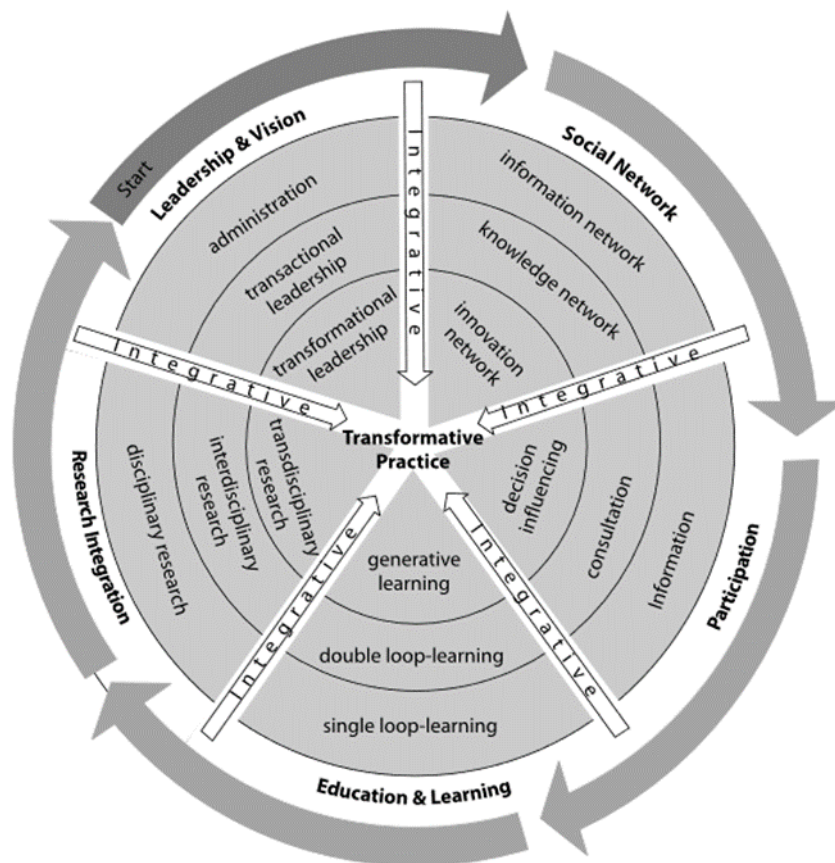 Start
Leadership & Vision
administration
transactional
leadership
transformational
leadership
Integrative
Social Network
information network
knowledge network
innovation
network
Integrative
Participation
Information
consultation
decision
influencing
Integrative
Education & Learning
single loop-learning
double loop-learning
generative
learning
Integrative
Research Integration
disciplinary research
interdisciplinary
research
transdisciplinary
research
Integrative
Transformative
Practice